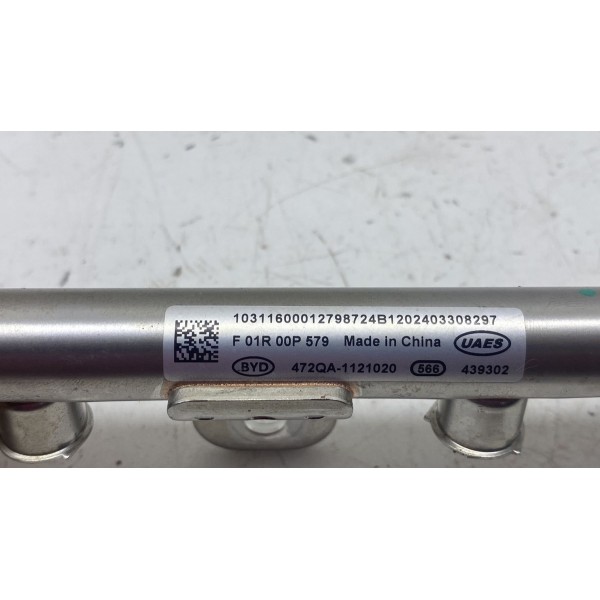 10311600012798724B1202403308297
F 01R 00P 579 Made in China UAES
BYD 472QA-1121020 566 439302